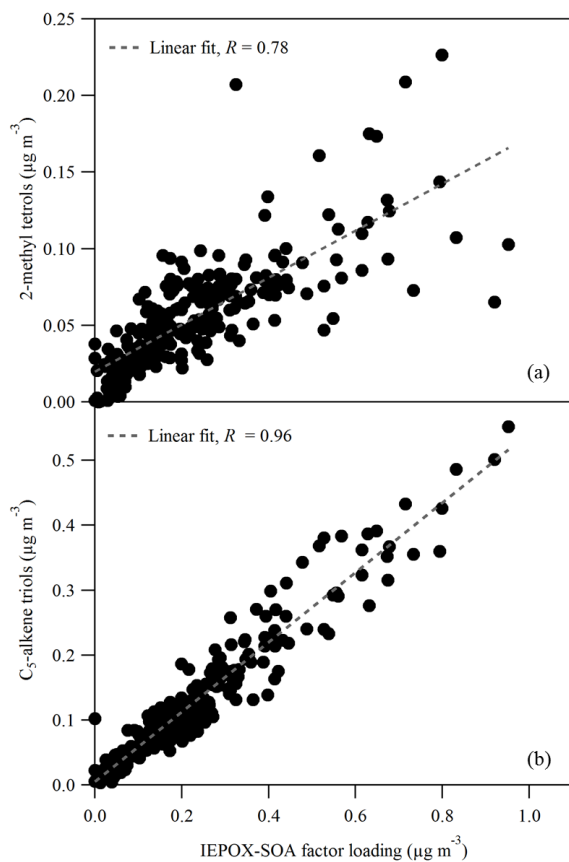 0.25
Linear fit, R = 0.78
0.20
0.15
0.10
0.05
0.00
2-methyl tetrols (µg m⁻³)
(a)
Linear fit, R = 0.96
0.5
0.4
0.3
0.2
0.1
0.0
C₅-alkene triols (µg m⁻³)
(b)
0.0 0.2 0.4 0.6 0.8 1.0
IEPOX-SOA factor loading (µg m⁻³)